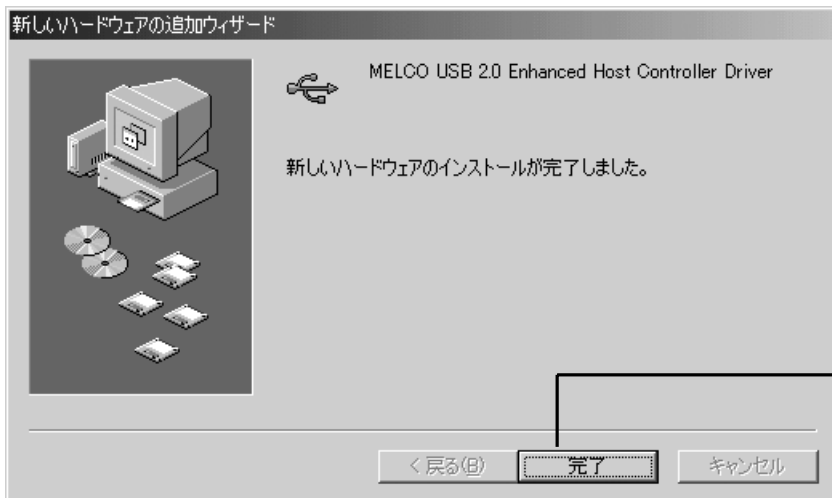 新しいハードウェアの追加ウィザード
MELCO USB 2.0 Enhanced Host Controller Driver
新しいハードウェアのインストールが完了しました。
< 戻る(B) 完了 キャンセル